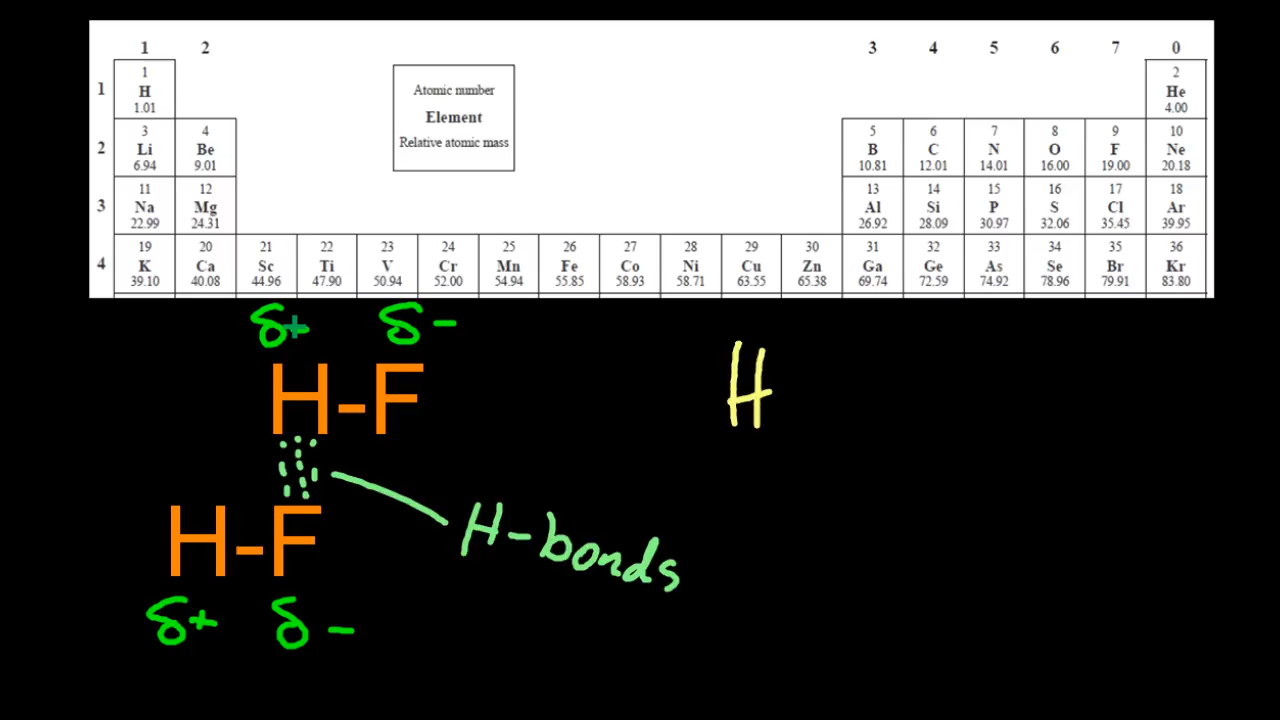 1 2 3 4 5 6 7 0
1 1 2
H Atomic number He
1.01 Element 4.00
Relative atomic mass
2 3 4 5 6 7 8 9 10
Li Be B C N O F Ne
6.94 9.01 10.81 12.01 14.01 16.00 19.00 20.18
3 11 12 13 14 15 16 17 18
Na Mg Al Si P S Cl Ar
22.99 24.31 26.92 28.09 30.97 32.06 35.45 39.95
4 19 20 21 22 23 24 25 26 27 28 29 30 31 32 33 34 35 36
K Ca Sc Ti V Cr Mn Fe Co Ni Cu Zn Ga Ge As Se Br Kr
39.10 40.08 44.96 47.90 50.94 52.00 54.94 55.85 58.93 58.71 63.55 65.38 69.74 72.59 74.92 78.96 79.91 83.80
δ+ δ-
H-F H
H-F H-bonds
δ+ δ-